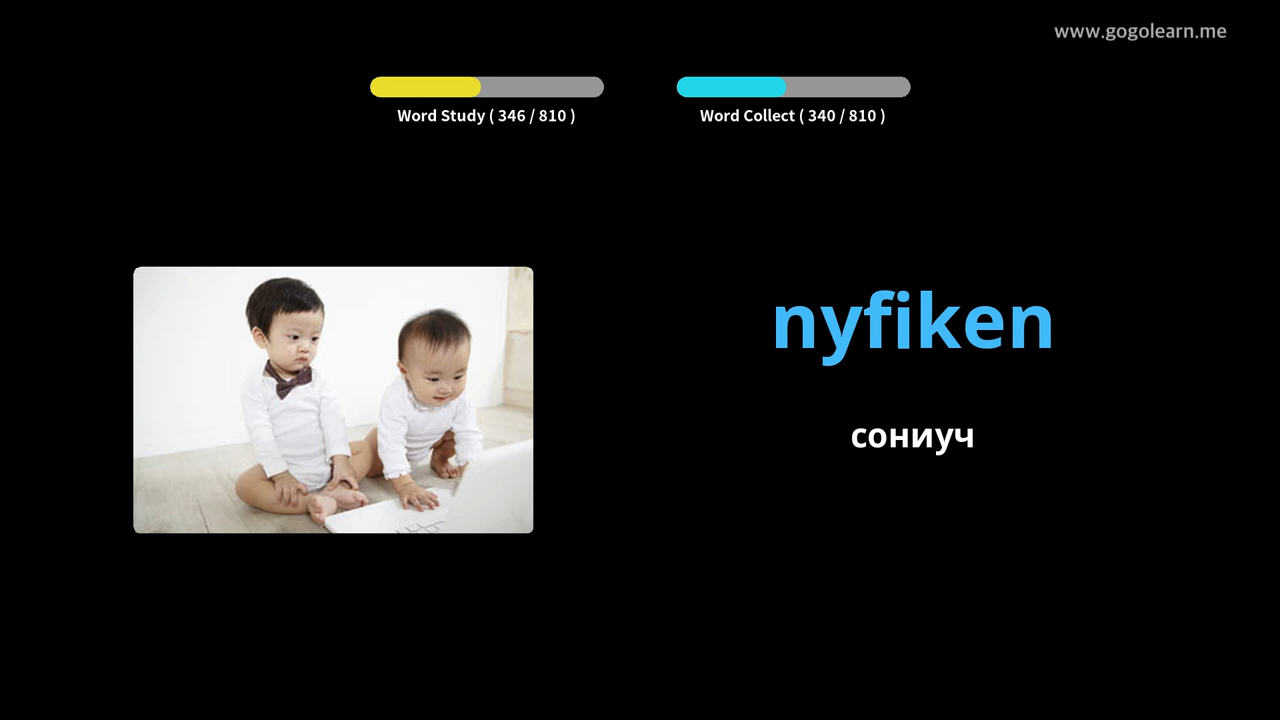 www.gogolearn.me
Word Study ( 346 / 810 )
Word Collect ( 340 / 810 )
nyfiken
сониуч